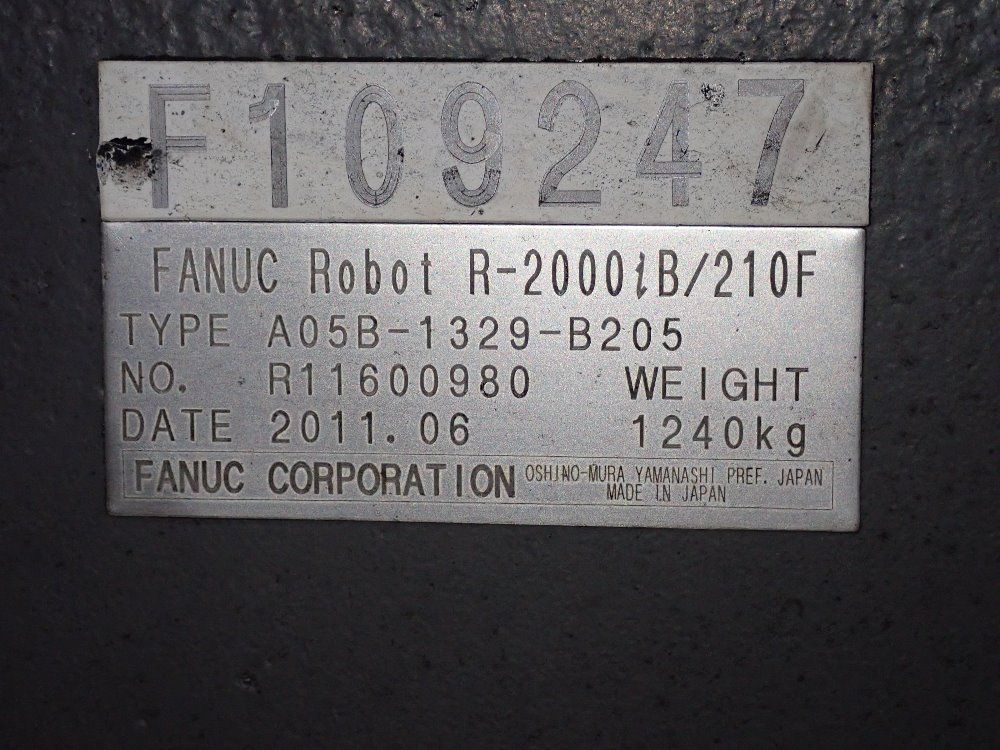 F109247
FANUC Robot R-2000iB/210F
TYPE A05B-1329-B205
NO. R11600980 WEIGHT
DATE 2011.06 1240kg
FANUC CORPORATION OSHINO-MURA YAMANASHI PREF. JAPAN
MADE IN JAPAN